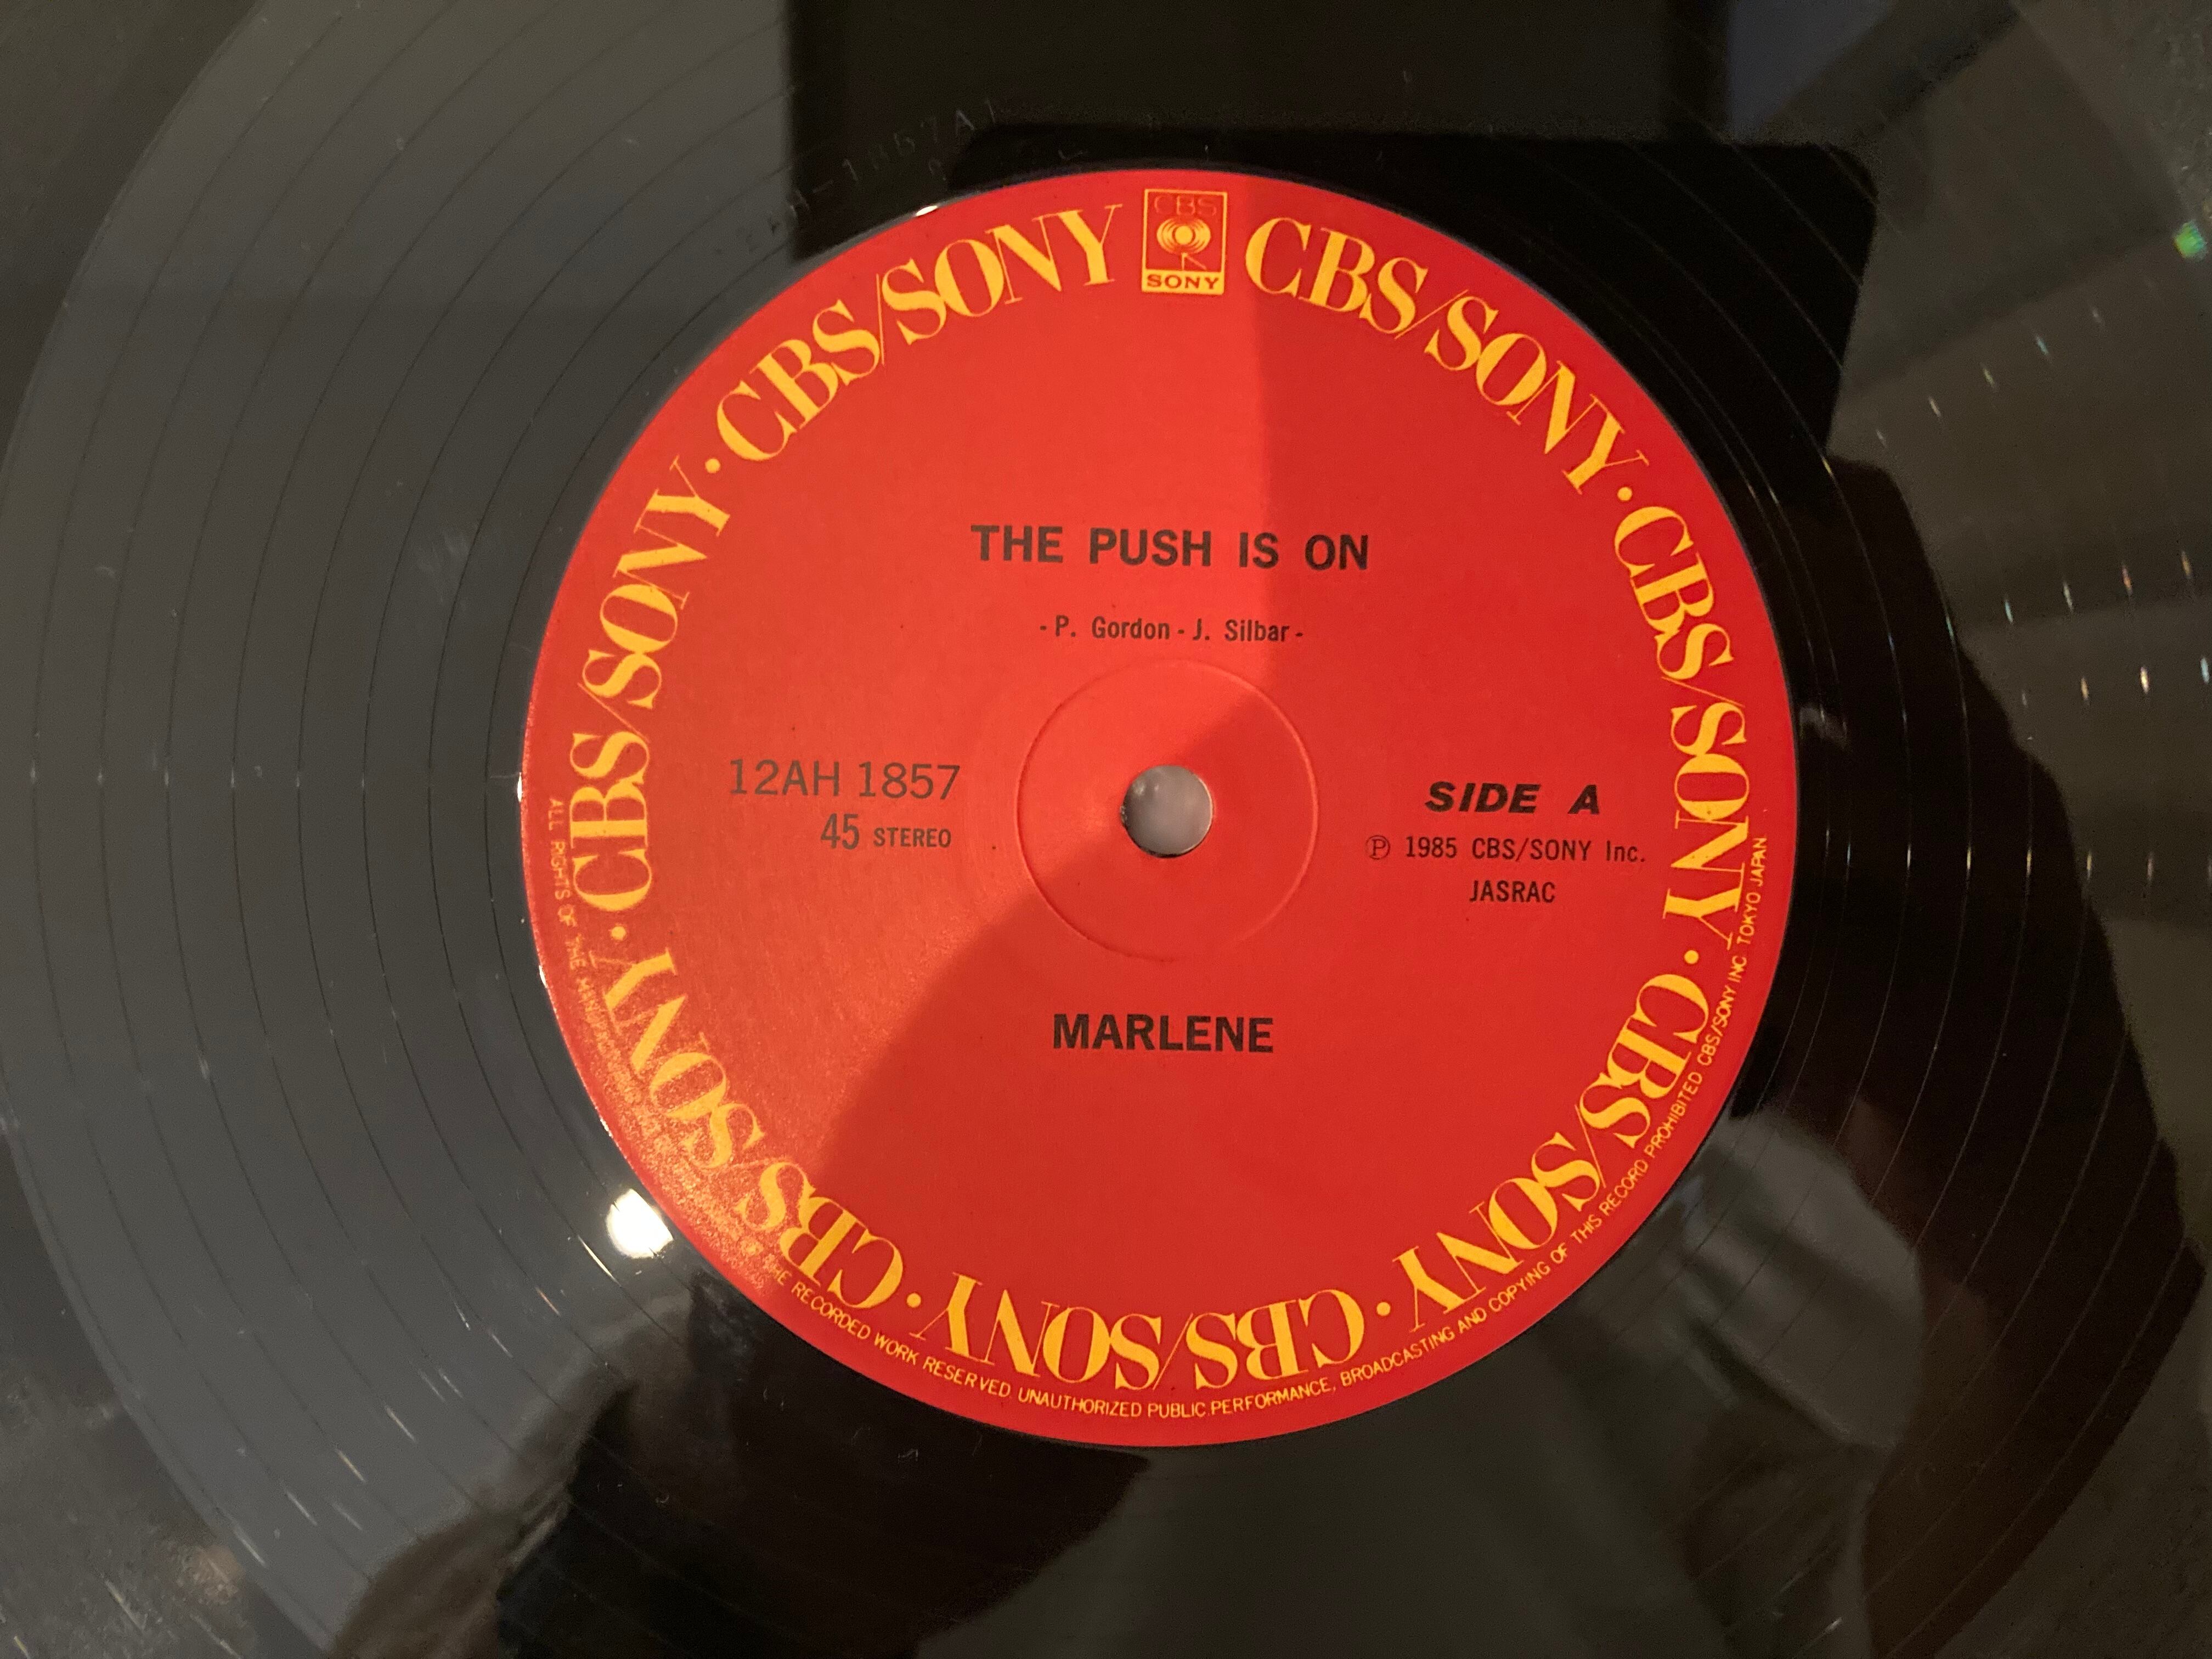 CBS
SONY
CBS/SONY · CBS/SONY · CBS/SONY · CBS/SONY · CBS/SONY · CBS/SONY · CBS/SONY · CBS/SONY
THE PUSH IS ON
- P. Gordon - J. Silbar -
12AH 1857
45 STEREO
SIDE A
Ⓟ 1985 CBS/SONY Inc.
JASRAC
MARLENE
ALL RIGHTS OF THE THE RECORDED WORK RESERVED. UNAUTHORIZED PUBLIC PERFORMANCE, BROADCASTING AND COPYING OF THIS RECORD PROHIBITED CBS/SONY INC. TOKYO JAPAN